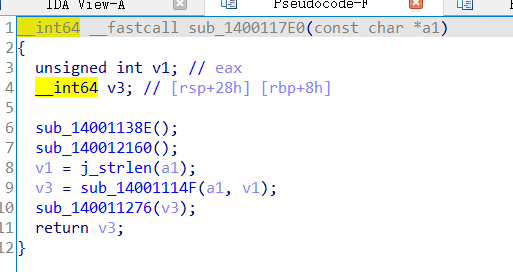 IDA View-A Pseudocode-F
1 __int64 __fastcall sub_1400117E0(const char *a1)
2 {
3 unsigned int v1; // eax
4 __int64 v3; // [rsp+28h] [rbp+8h]
5
6 sub_14001138E();
7 sub_140012160();
8 v1 = j_strlen(a1);
9 v3 = sub_14001114F(a1, v1);
10 sub_140011276(v3);
11 return v3;
12 }